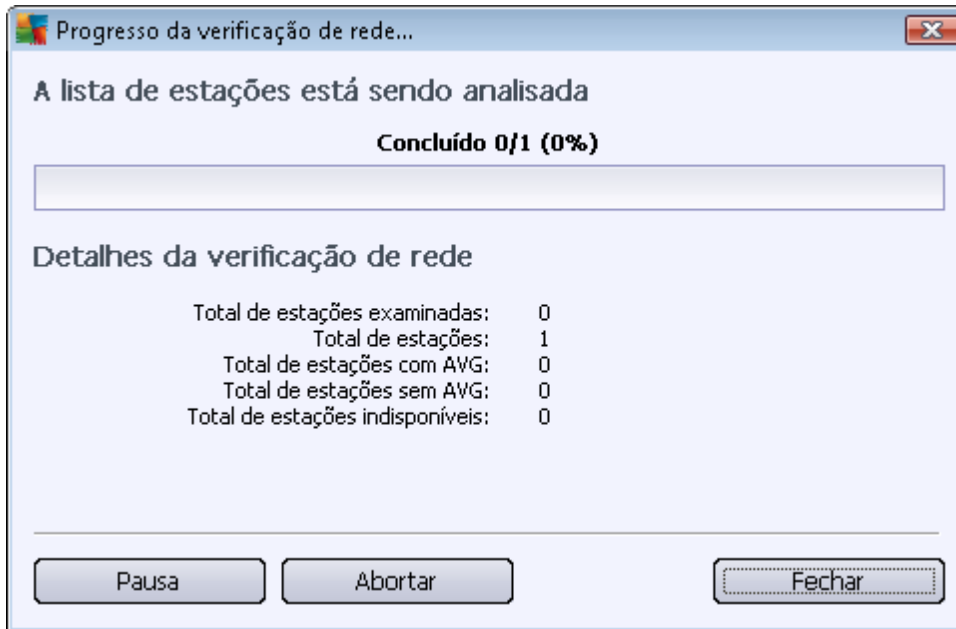 Progresso da verificação de rede...
A lista de estações está sendo analisada
Concluído 0/1 (0%)
Detalhes da verificação de rede
Total de estações examinadas: 0
Total de estações: 1
Total de estações com AVG: 0
Total de estações sem AVG: 0
Total de estações indisponíveis: 0
Pausa Abortar Fechar